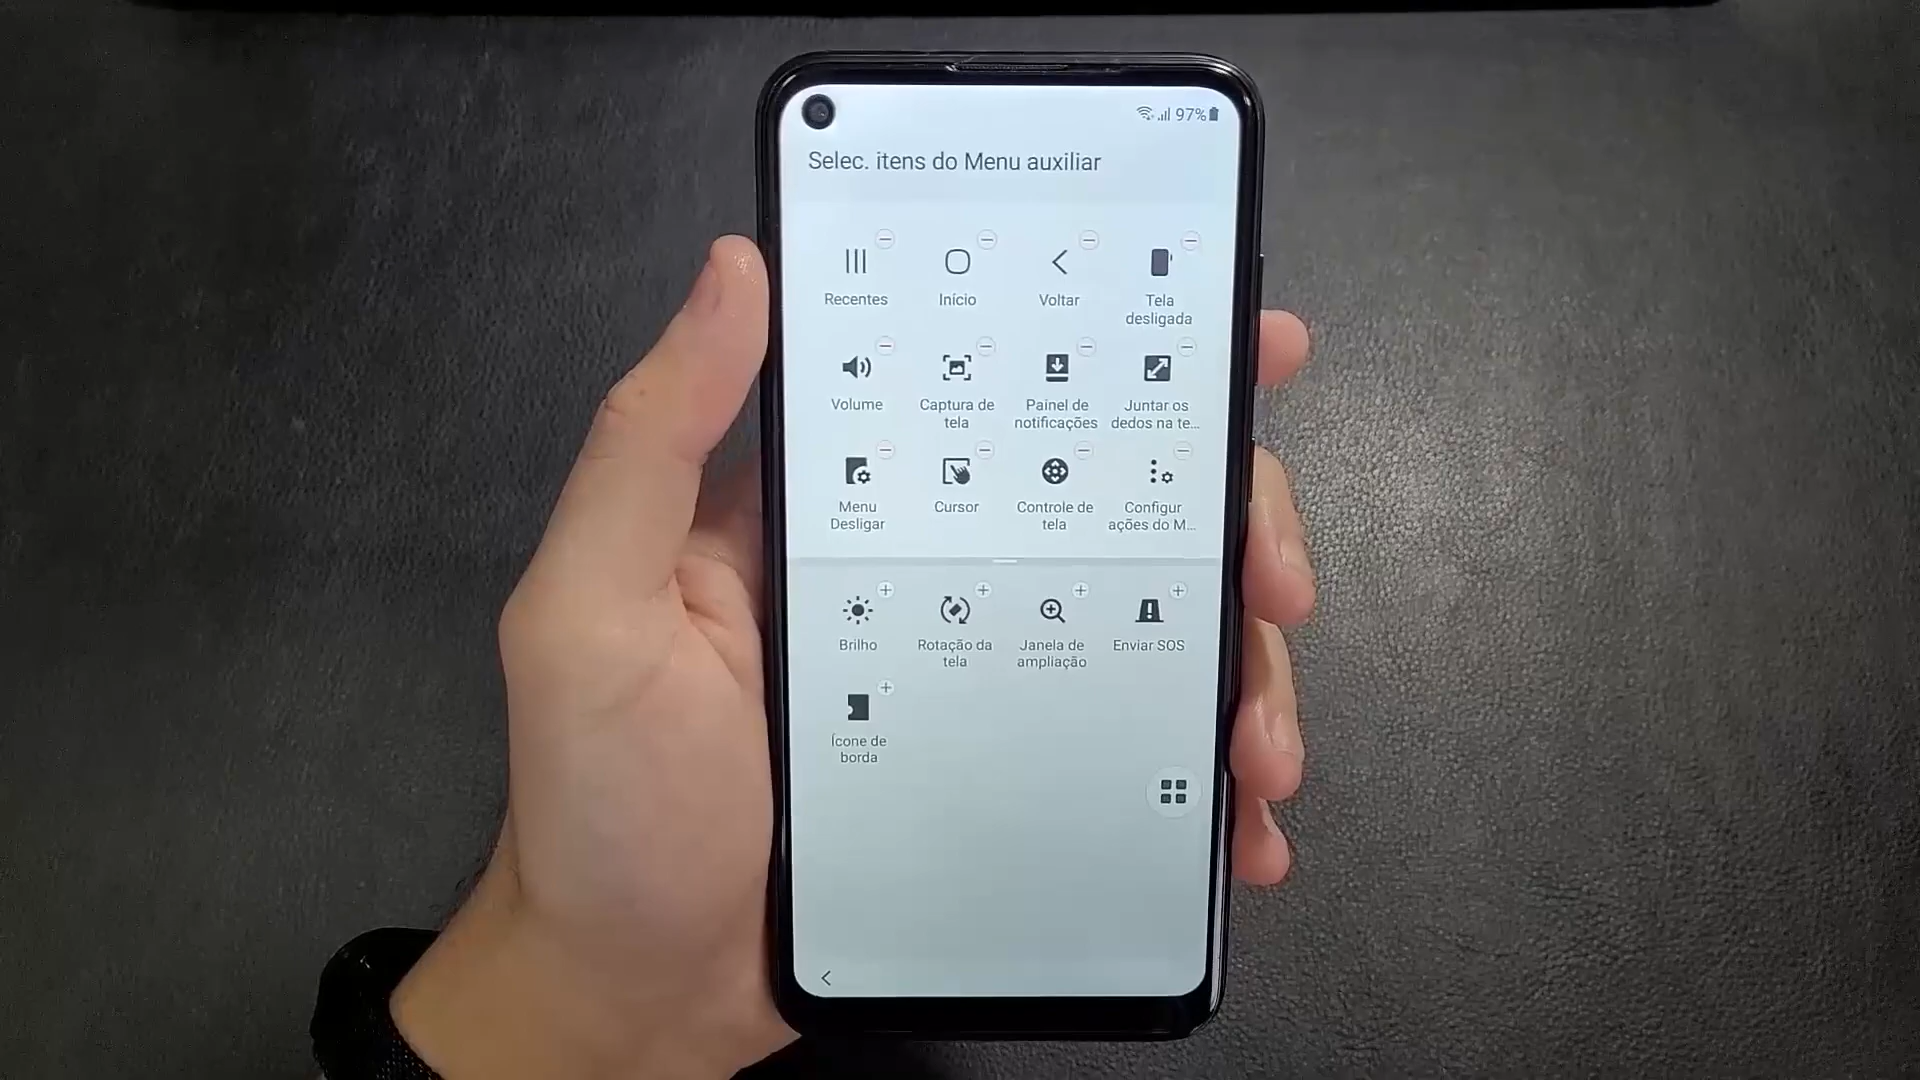 97%
Selec. itens do Menu auxiliar
Recentes
Início
Voltar
Tela
desligada
Volume
Captura de
tela
Painel de
notificações
Juntar os
dedos na te...
Menu
Desligar
Cursor
Controle de
tela
Configur
ações do M...
Brilho
Rotação da
tela
Janela de
ampliação
Enviar SOS
Ícone de
borda